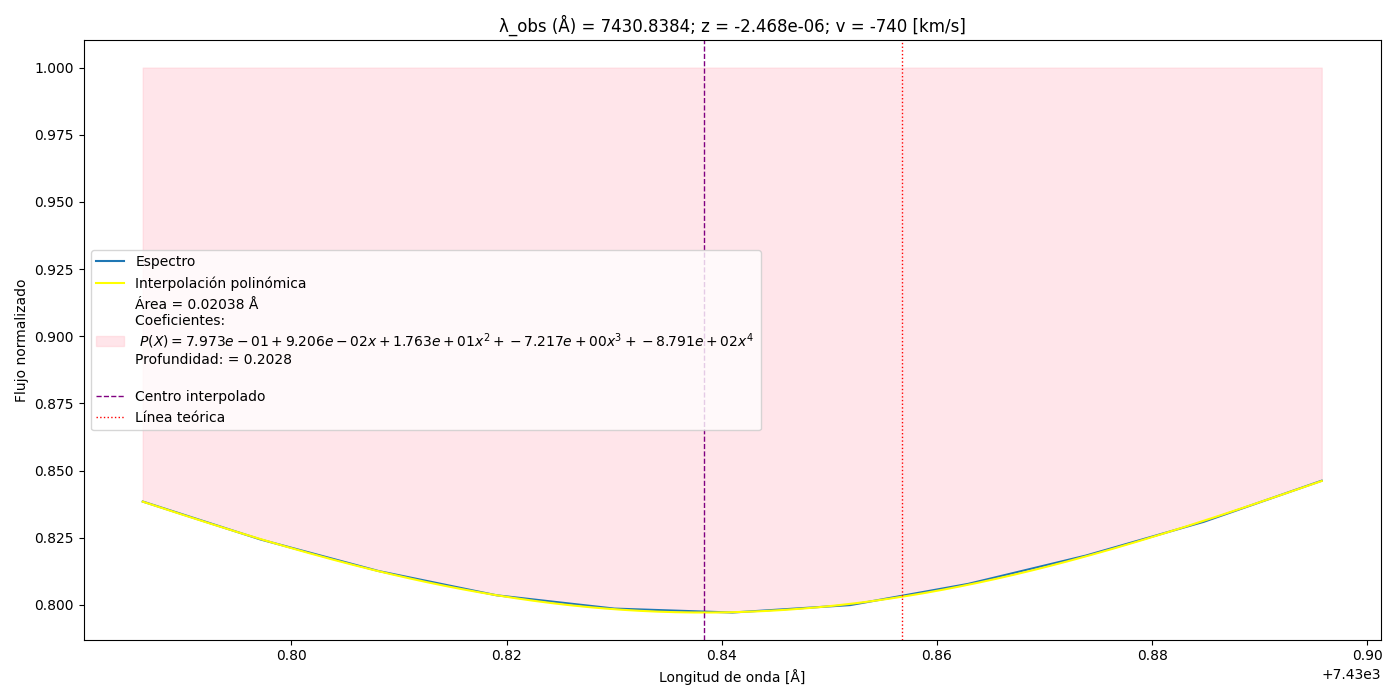 λ_obs (Å) = 7430.8384; z = -2.468e-06; v = -740 [km/s]
1.000
0.975
0.950
0.925
0.900
0.875
0.850
0.825
0.800
Flujo normalizado
Espectro
Interpolación polinómica
Área = 0.02038 Å
Coeficientes:
P(X) = 7.973e − 01 + 9.206e − 02x + 1.763e + 01x² + − 7.217e + 00x³ + − 8.791e + 02x⁴
Profundidad: = 0.2028
Centro interpolado
Línea teórica
0.80 0.82 0.84 0.86 0.88 0.90
+7.43e3
Longitud de onda [Å]